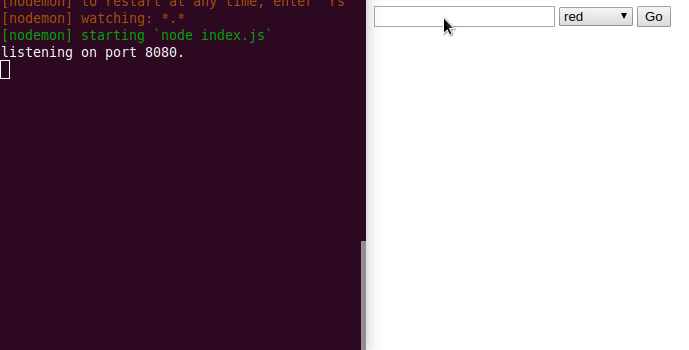 [nodemon] to restart at any time, enter `rs
[nodemon] watching: *.*
[nodemon] starting `node index.js`
listening on port 8080.
red
Go